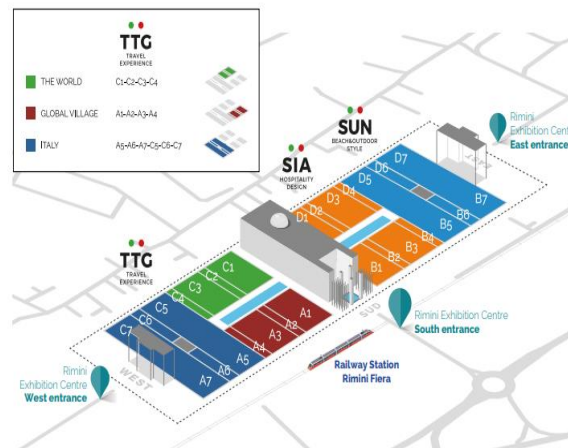 TTG
TRAVEL
EXPERIENCE
THE WORLD C1-C2-C3-C4
GLOBAL VILLAGE A1-A2-A3-A4
ITALY A5-A6-A7-C5-C6-C7
SUN
BEACH&OUTDOOR
STYLE
Rimini
Exhibition Centre
East entrance
SIA
HOSPITALITY
DESIGN
D7
D6
D5
D4
D3
D2
D1
B7
B6
B5
B4
B3
B2
B1
TTG
TRAVEL
EXPERIENCE
C1
C2
C3
C4
C5
C6
C7
A1
A2
A3
A4
A5
A6
A7
SUD
Rimini Exhibition Centre
South entrance
Railway Station
Rimini Fiera
Rimini
Exhibition Centre
West entrance
WEST